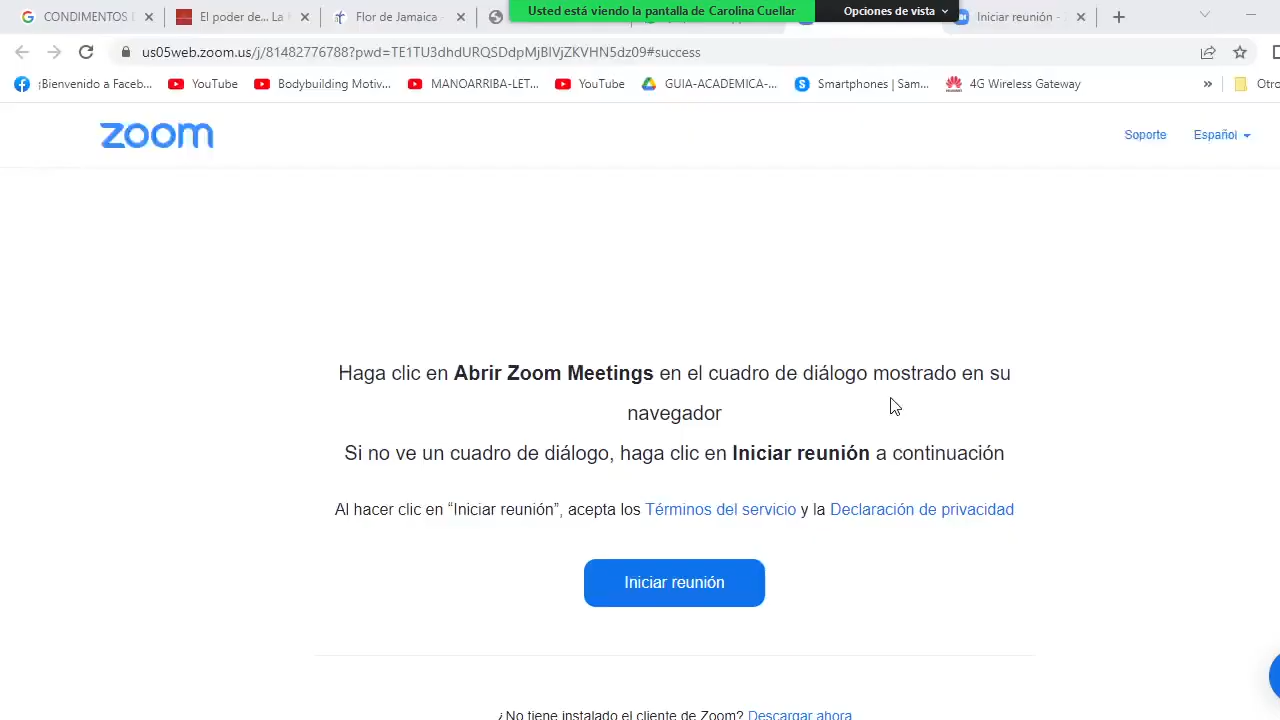 CONDIMENTOS D
El poder de... La
Flor de Jamaica -
Usted está viendo la pantalla de Carolina Cuellar
Opciones de vista
Iniciar reunión - Z
us05web.zoom.us/j/81482776788?pwd=TE1TU3dhdURQSDdpMjBlVjZKVHN5dz09#success
¡Bienvenido a Faceb...
YouTube
Bodybuilding Motiv...
MANOARRIBA-LET...
YouTube
GUIA-ACADEMICA-...
Smartphones | Sam...
4G Wireless Gateway
»
Otro
zoom
Soporte
Español
Haga clic en Abrir Zoom Meetings en el cuadro de diálogo mostrado en su
navegador
Si no ve un cuadro de diálogo, haga clic en Iniciar reunión a continuación
Al hacer clic en “Iniciar reunión”, acepta los Términos del servicio y la Declaración de privacidad
Iniciar reunión
¿No tiene instalado el cliente de Zoom? Descargar ahora